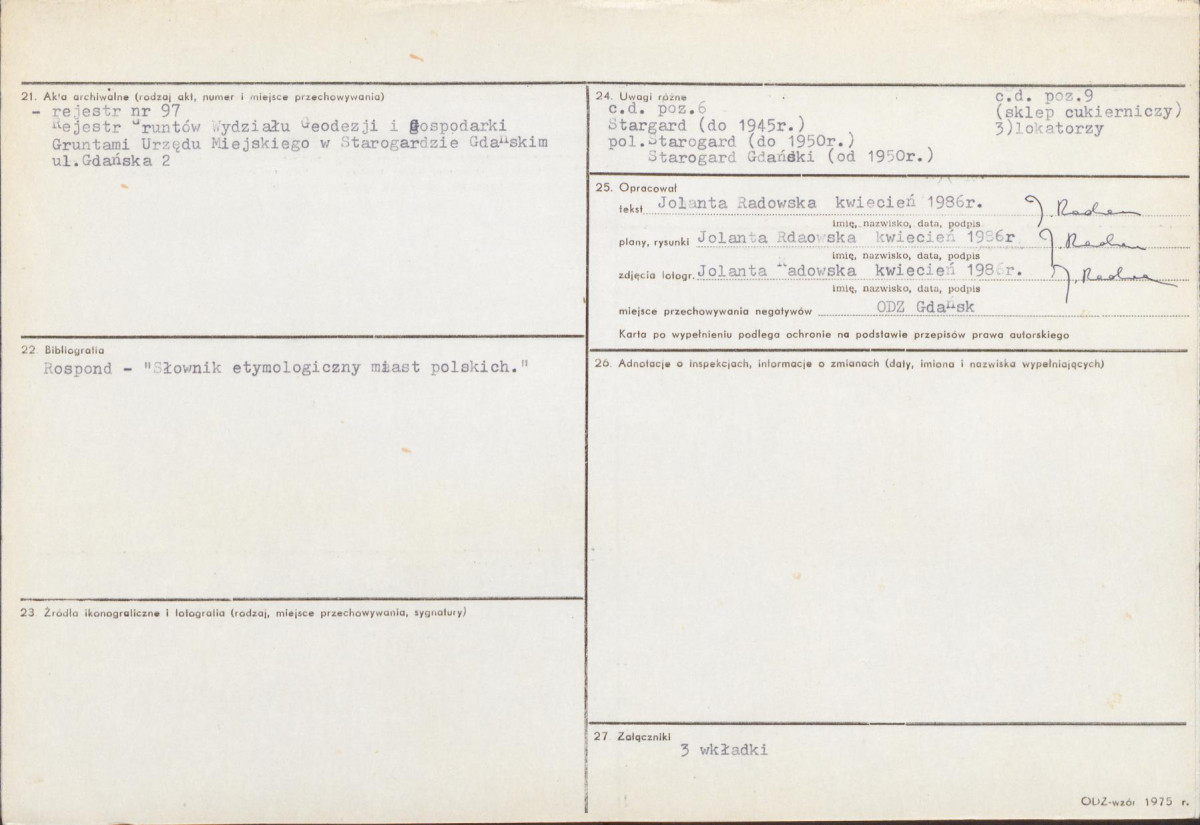 21. Akta archiwalne (rodzaj akt, numer i miejsce przechowywania)
- rejestr nr 97
Rejestr Gruntów Wydziału Geodezji i Gospodarki
Gruntami Urzędu Miejskiego w Starogardzie Gdańskim
ul.Gdańska 2
22. Bibliografia
Rospond - "Słownik etymologiczny miast polskich."
23. Źródła ikonograficzne i fotografia (rodzaj, miejsce przechowywania, sygnatury)
24. Uwagi różne
c.d. poz.6
Stargard (do 1945r.)
pol.Starogard (do 1950r.)
Starogard Gdański (od 1950r.)
c.d. poz.9
(sklep cukierniczy)
3)lokatorzy
25. Opracował
tekst Jolanta Radowska kwiecień 1986r.
imię, nazwisko, data, podpis
plany, rysunki Jolanta Rdaowska kwiecień 1986r
imię, nazwisko, data, podpis
zdjęcia fotogr. Jolanta Radowska kwiecień 1986r.
imię, nazwisko, data, podpis
miejsce przechowywania negatywów ODZ Gdańsk
Karta po wypełnieniu podlega ochronie na podstawie przepisów prawa autorskiego
26. Adnotacje o inspekcjach, informacje o zmianach (daty, imiona i nazwiska wypełniających)
27 Załączniki
3 wkładki
ODZ-wzór 1975 r.